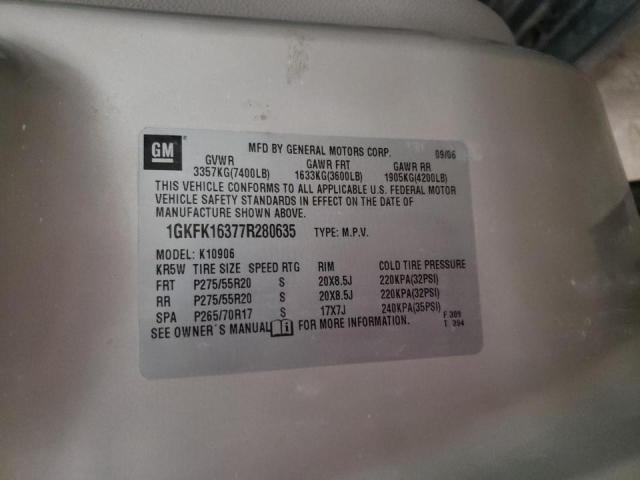 GM
MFD BY GENERAL MOTORS CORP. 09/06
GVWR GAWR FRT GAWR RR
3357KG(7400LB) 1633KG(3600LB) 1905KG(4200LB)
THIS VEHICLE CONFORMS TO ALL APPLICABLE U.S. FEDERAL MOTOR
VEHICLE SAFETY STANDARDS IN EFFECT ON THE DATE OF
MANUFACTURE SHOWN ABOVE.
1GKFK16377R280635 TYPE: M.P.V.
MODEL: K10906
KR5W TIRE SIZE SPEED RTG RIM COLD TIRE PRESSURE
FRT P275/55R20 S 20X8.5J 220KPA(32PSI)
RR P275/55R20 S 20X8.5J 220KPA(32PSI)
SPA P265/70R17 S 17X7J 240KPA(35PSI)
SEE OWNER´S MANUAL i FOR MORE INFORMATION.
F 389
T 394